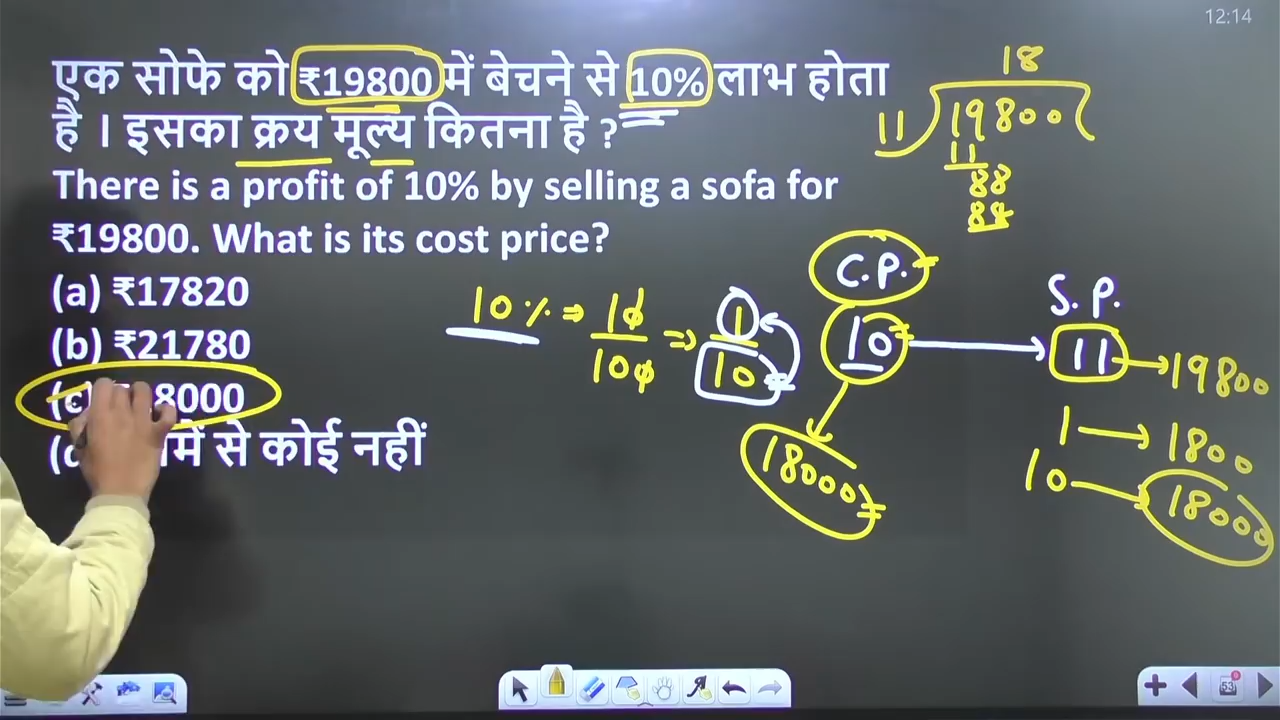 12:14
एक सोफे को ₹19800 में बेचने से 10% लाभ होता
है । इसका क्रय मूल्य कितना है ?
There is a profit of 10% by selling a sofa for
₹19800. What is its cost price?
(a) ₹17820
(b) ₹21780
(c) 8000
से कोई नहीं
18
11 19800
11
88
88
10% ⇒ 10/100 ⇒ 1/10
C.P. S.P.
10 → 11 → 19800
1 → 1800
10 → 18000
18000
53